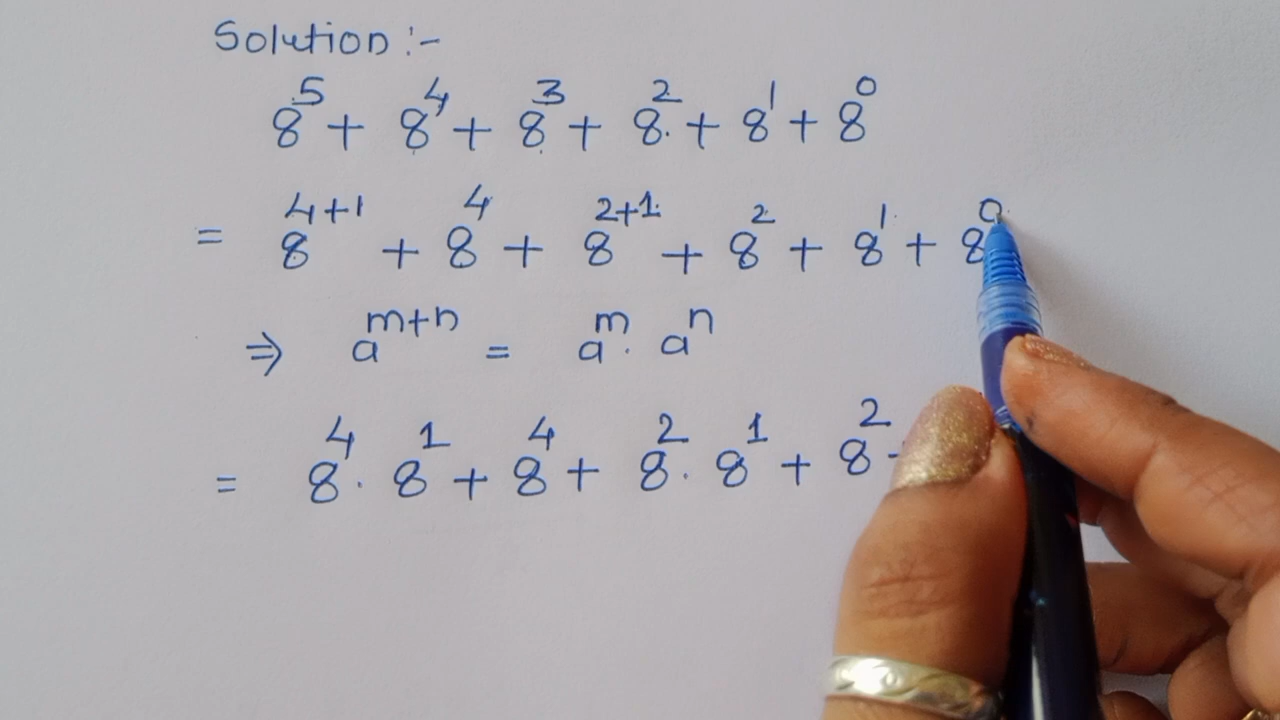 Solution :-
8^5 + 8^4 + 8^3 + 8^2 + 8^1 + 8^0
= 8^{4+1} + 8^4 + 8^{2+1} + 8^2 + 8^1 + 8^0
⇒ a^{m+n} = a^m · a^n
= 8^4 · 8^1 + 8^4 + 8^2 · 8^1 + 8^2